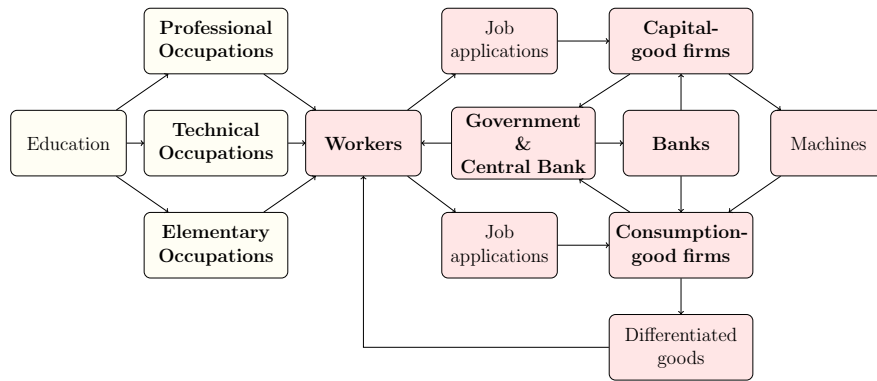 Professional
Occupations
Job
applications
Capital-
good firms
Education
Technical
Occupations
Workers
Government
&
Central Bank
Banks
Machines
Elementary
Occupations
Job
applications
Consumption-
good firms
Differentiated
goods